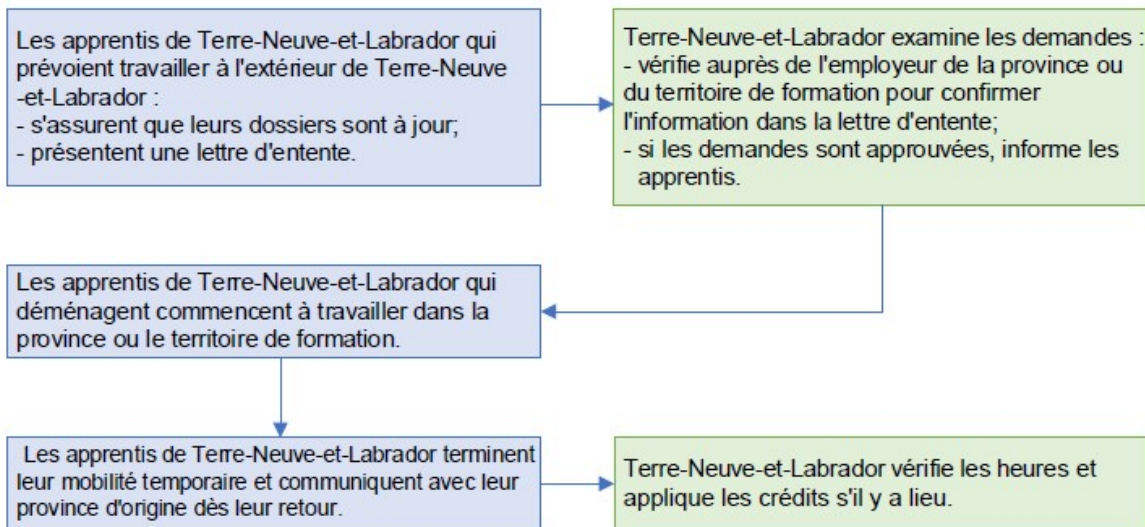 Les apprentis de Terre-Neuve-et-Labrador qui
prévoient travailler à l'extérieur de Terre-Neuve
-et-Labrador :
- s'assurent que leurs dossiers sont à jour;
- présentent une lettre d'entente.
Terre-Neuve-et-Labrador examine les demandes :
- vérifie auprès de l'employeur de la province ou
du territoire de formation pour confirmer
l'information dans la lettre d'entente;
- si les demandes sont approuvées, informe les
apprentis.
Les apprentis de Terre-Neuve-et-Labrador qui
déménagent commencent à travailler dans la
province ou le territoire de formation.
Les apprentis de Terre-Neuve-et-Labrador terminent
leur mobilité temporaire et communiquent avec leur
province d'origine dès leur retour.
Terre-Neuve-et-Labrador vérifie les heures et
applique les crédits s'il y a lieu.